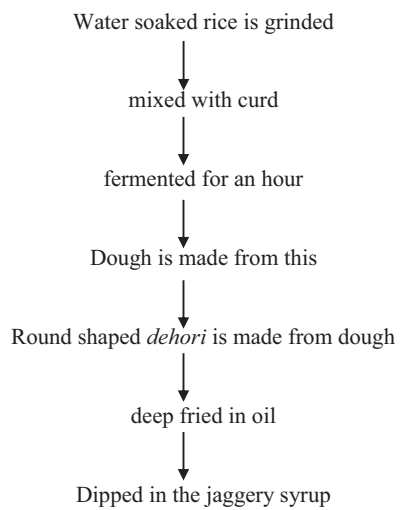 Water soaked rice is grinded
mixed with curd
fermented for an hour
Dough is made from this
Round shaped dehori is made from dough
deep fried in oil
Dipped in the jaggery syrup